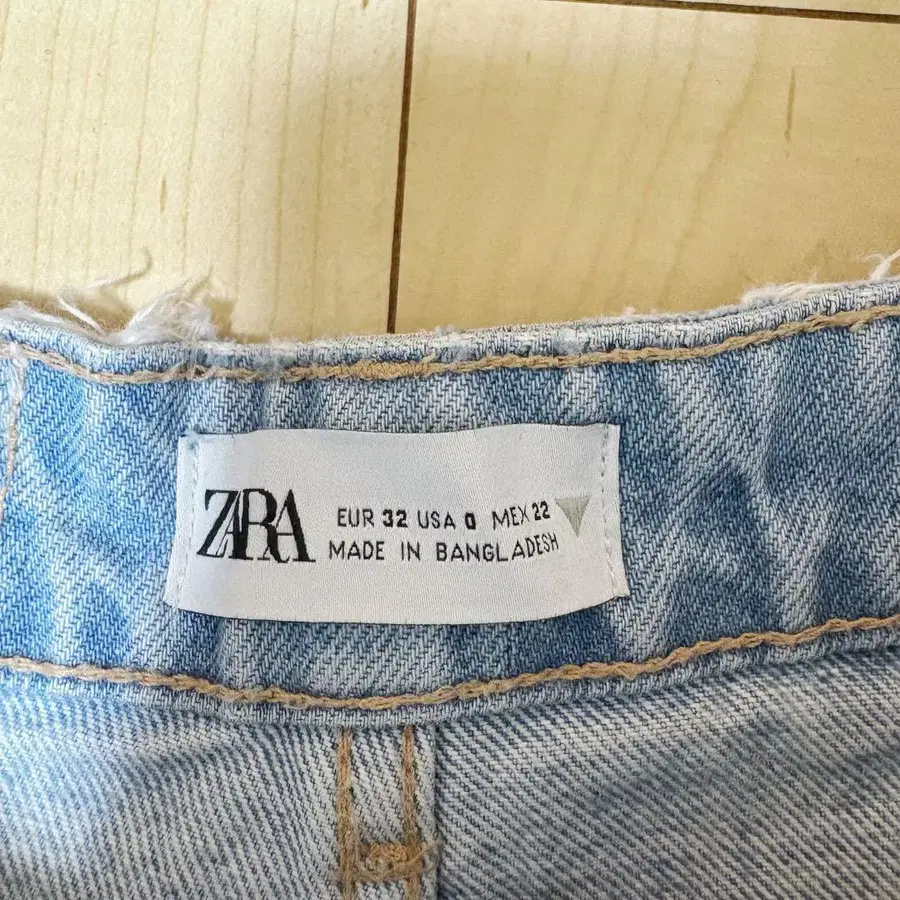 ZARA
EUR 32 USA 0 MEX 22
MADE IN BANGLADESH